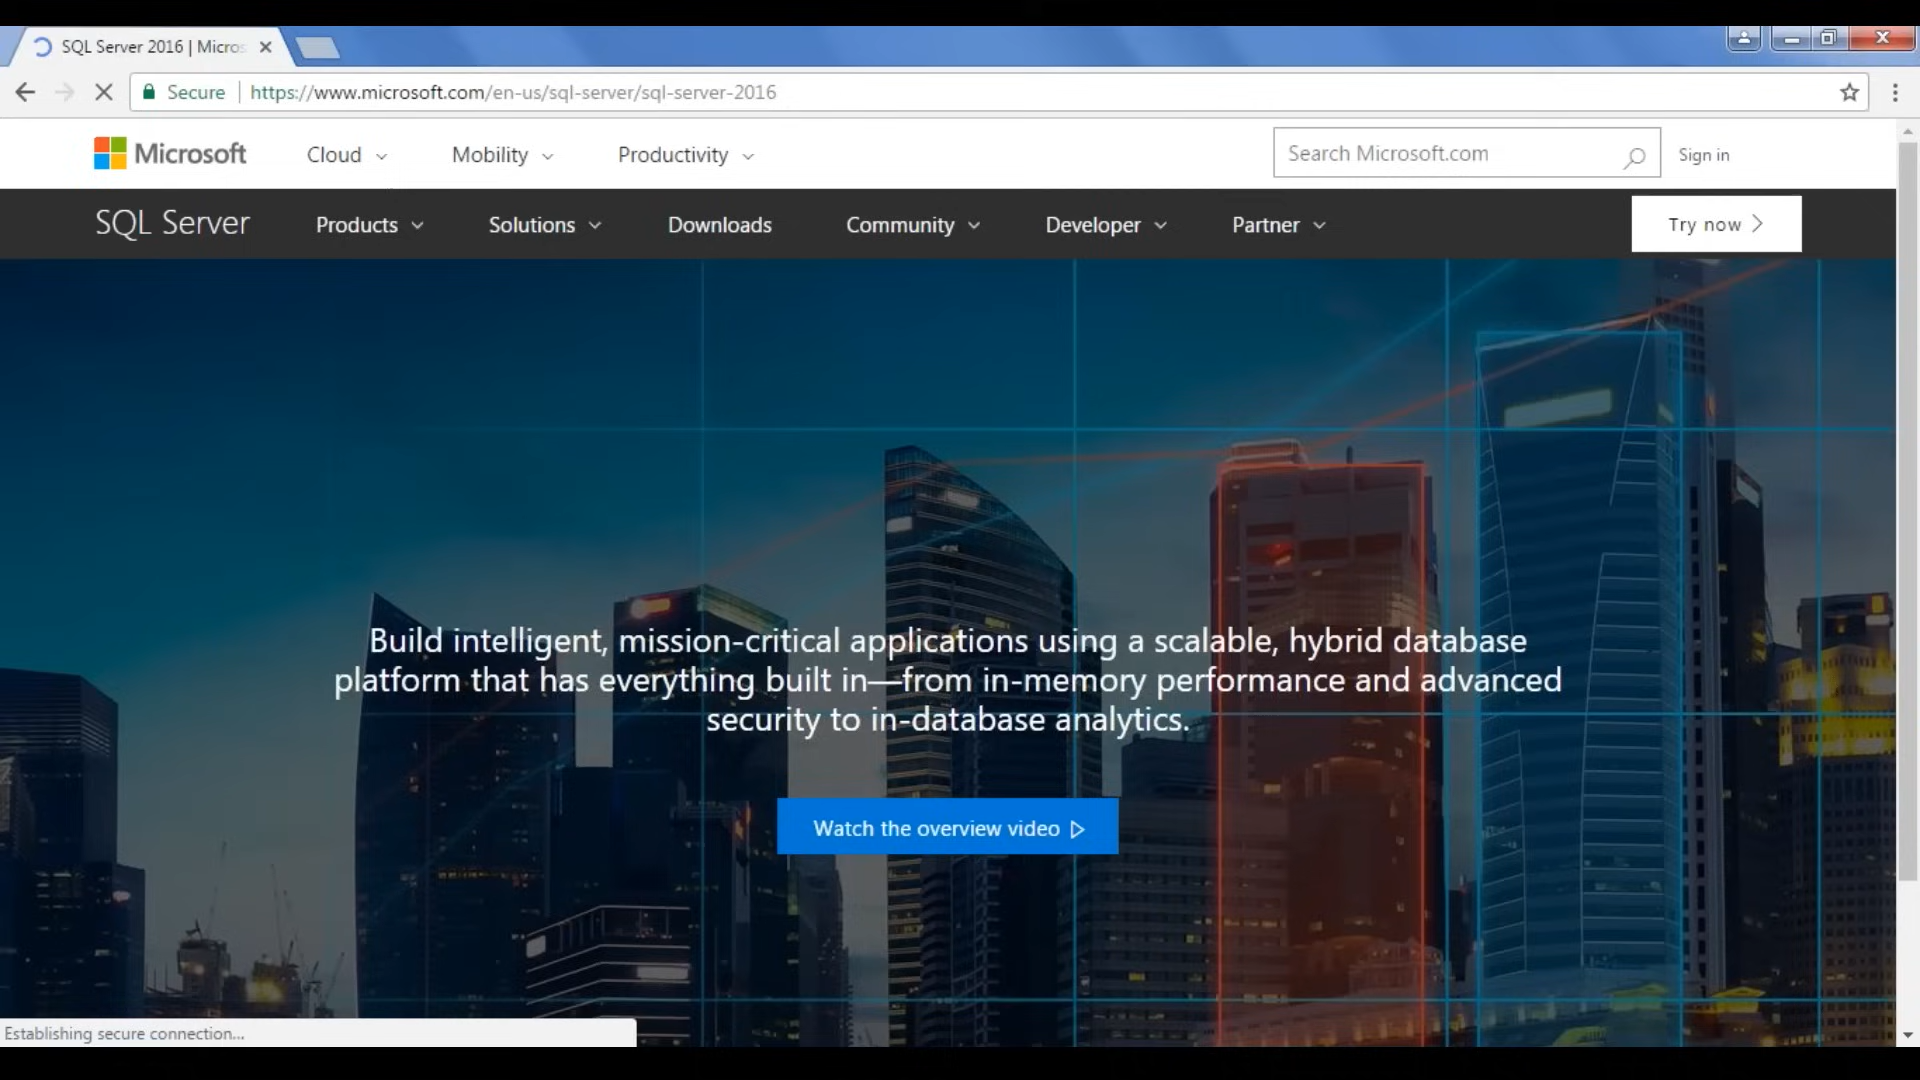 SQL Server 2016 | Micros
Secure
https://www.microsoft.com/en-us/sql-server/sql-server-2016
Microsoft
Cloud
Mobility
Productivity
Search Microsoft.com
Sign in
SQL Server
Products
Solutions
Downloads
Community
Developer
Partner
Try now
Build intelligent, mission-critical applications using a scalable, hybrid database
platform that has everything built in—from in-memory performance and advanced
security to in-database analytics.
Watch the overview video
Establishing secure connection...